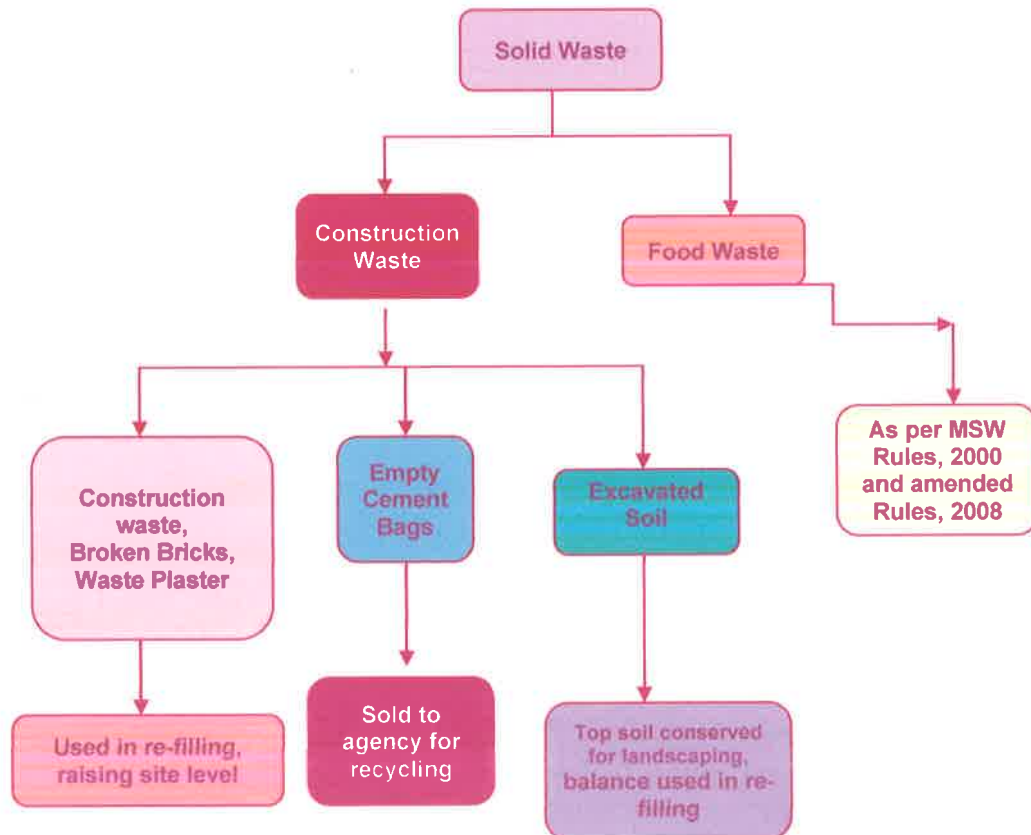 Solid Waste
Construction
Waste
Food Waste
Construction
waste,
Broken Bricks,
Waste Plaster
Empty
Cement
Bags
Excavated
Soil
As per MSW
Rules, 2000
and amended
Rules, 2008
Used in re-filling,
raising site level
Sold to
agency for
recycling
Top soil conserved
for landscaping,
balance used in re-
filling